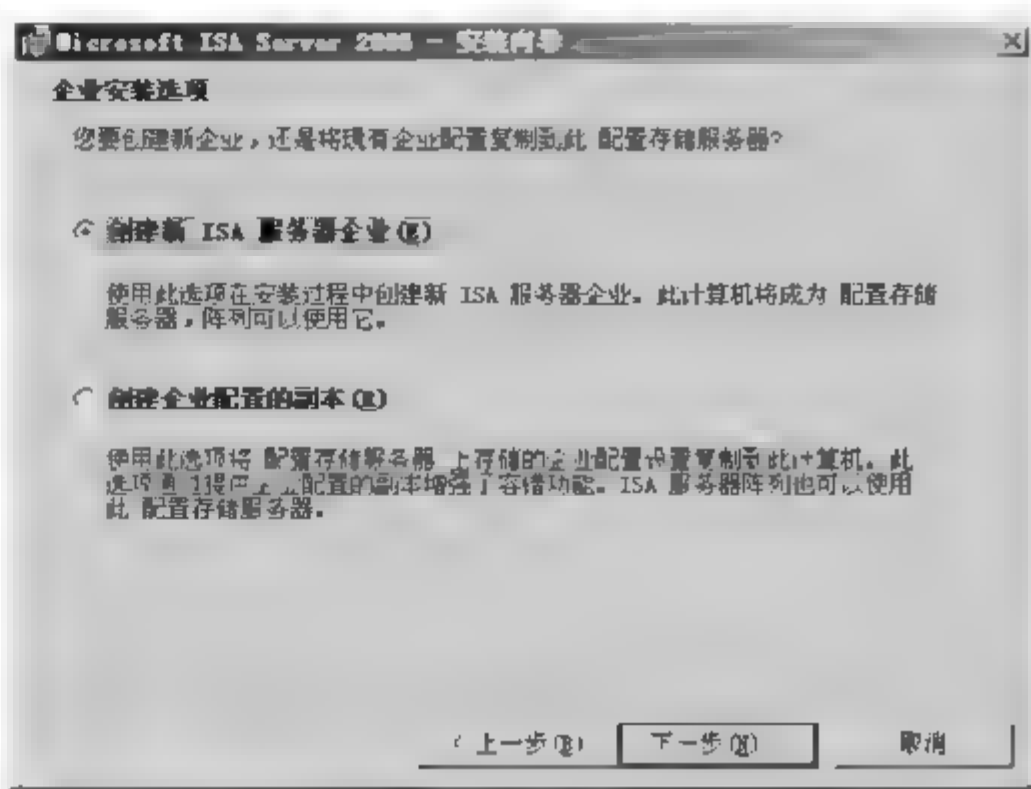 Microsoft ISA Server 2006 - 安装向导
企业安装选项
您要创建新企业，还是将现有企业配置复制到此 配置存储服务器?
创建新 ISA 服务器企业(E)
使用此选项在安装过程中创建新 ISA 服务器企业。此计算机将成为 配置存储
服务器，阵列可以使用它。
创建企业配置的副本(R)
使用此选项将 配置存储服务器 上存储的企业配置设置复制到此计算机。此
选项通过提供企业配置的副本增强了容错功能。ISA 服务器阵列也可以使用
此 配置存储服务器。
< 上一步(B)
下一步(N)
取消